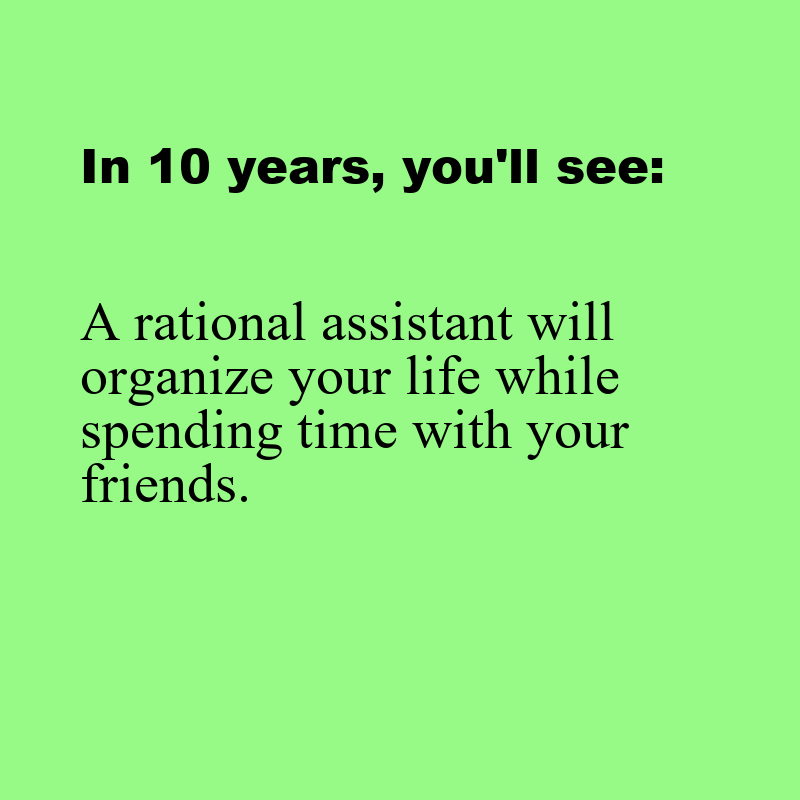 In 10 years, you'll see:
A rational assistant will
organize your life while
spending time with your
friends.